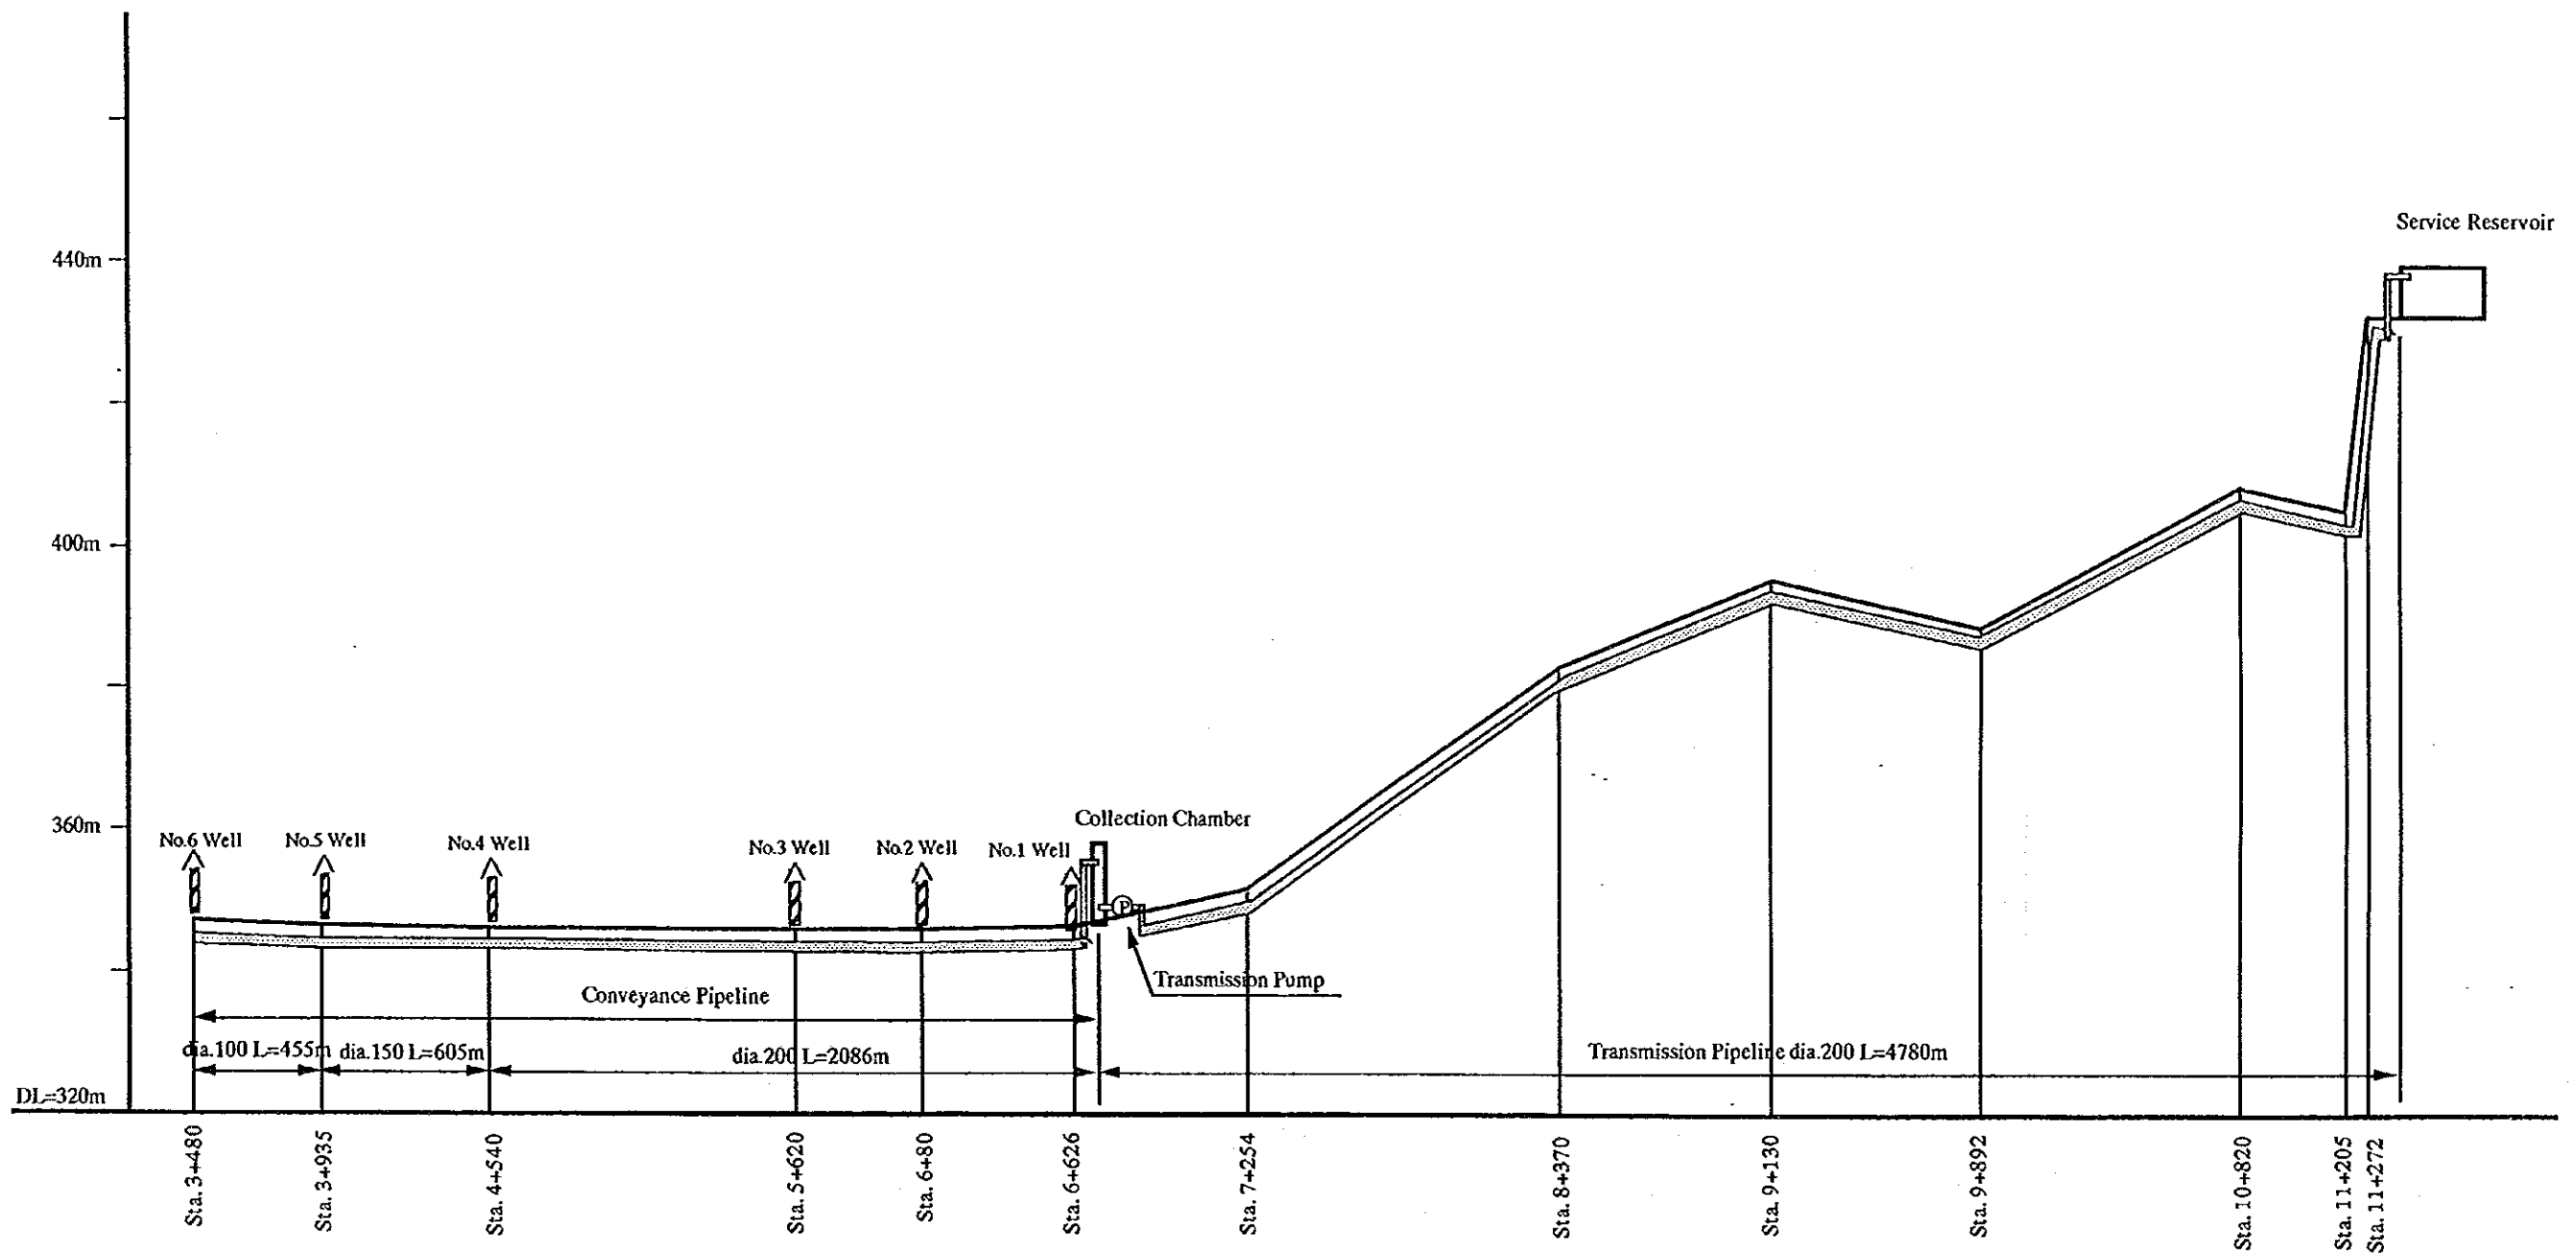 Service Reservoir
440m
400m
360m
Collection Chamber
No.6 Well
No.5 Well
No.4 Well
No.3 Well
No.2 Well
No.1 Well
P
Transmission Pump
Conveyance Pipeline
dia.100 L=455m
dia.150 L=605m
dia.200 L=2086m
Transmission Pipeline dia.200 L=4780m
DL=320m
Sta. 3+480
Sta. 3+935
Sta. 4+540
Sta. 5+620
Sta. 6+80
Sta. 6+626
Sta. 7+254
Sta. 8+370
Sta. 9+130
Sta. 9+892
Sta. 10+820
Sta. 11+205
Sta. 11+272